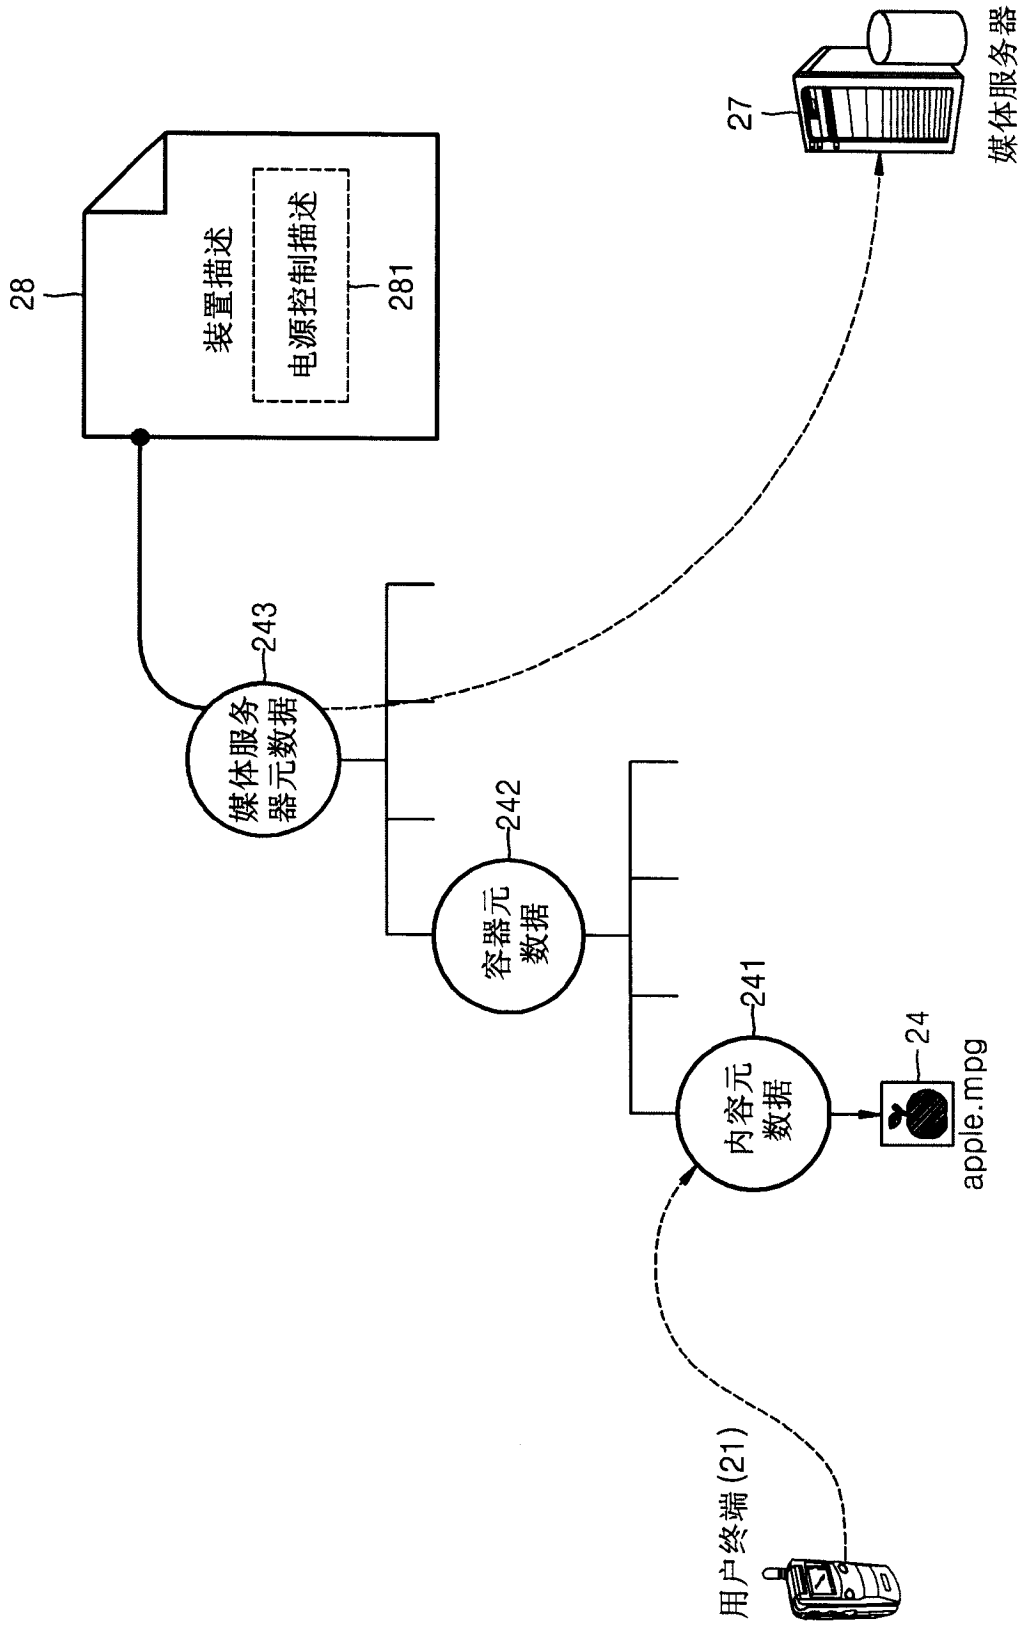 28
装置描述
电源控制描述
281
27
媒体服务器
243
媒体服务
器元数据
242
容器元
数据
241
内容元
数据
24
apple.mpg
用户终端(21)